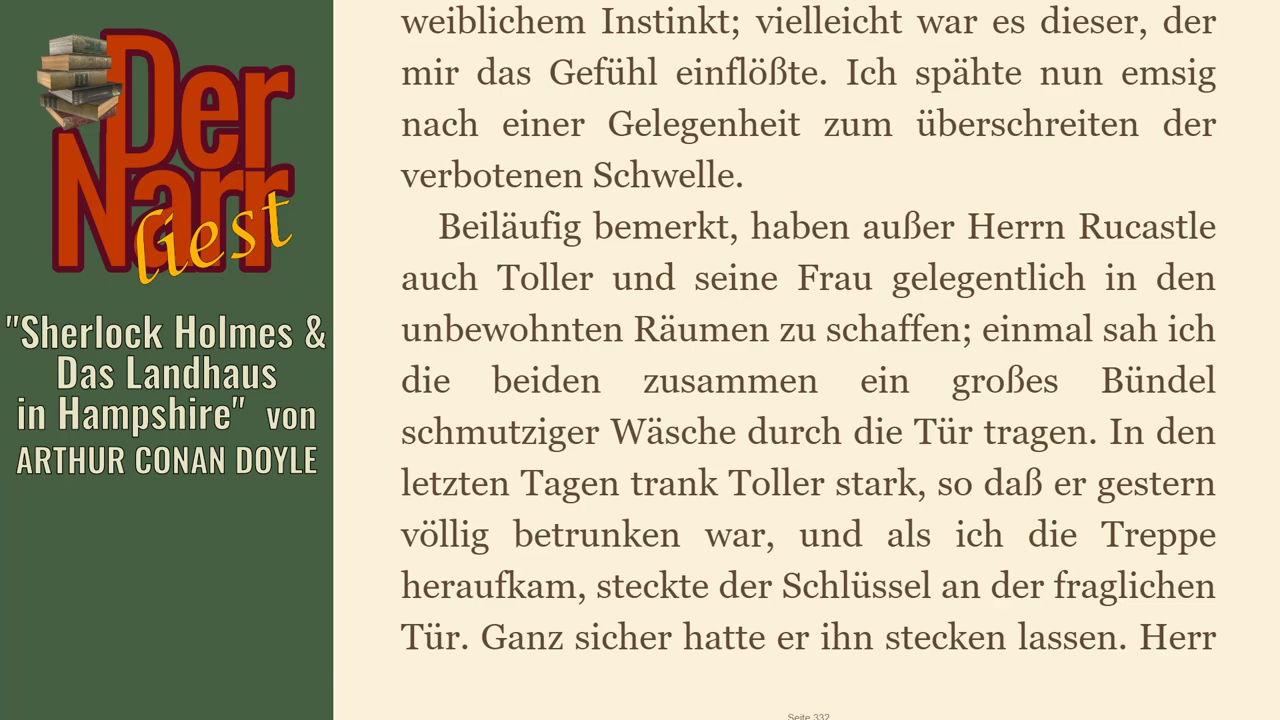 Der
Narr
liest
"Sherlock Holmes &
Das Landhaus
in Hampshire" von
ARTHUR CONAN DOYLE
weiblichem Instinkt; vielleicht war es dieser, der
mir das Gefühl einflößte. Ich spähte nun emsig
nach einer Gelegenheit zum überschreiten der
verbotenen Schwelle.
Beiläufig bemerkt, haben außer Herrn Rucastle
auch Toller und seine Frau gelegentlich in den
unbewohnten Räumen zu schaffen; einmal sah ich
die beiden zusammen ein großes Bündel
schmutziger Wäsche durch die Tür tragen. In den
letzten Tagen trank Toller stark, so daß er gestern
völlig betrunken war, und als ich die Treppe
heraufkam, steckte der Schlüssel an der fraglichen
Tür. Ganz sicher hatte er ihn stecken lassen. Herr
Seite 332